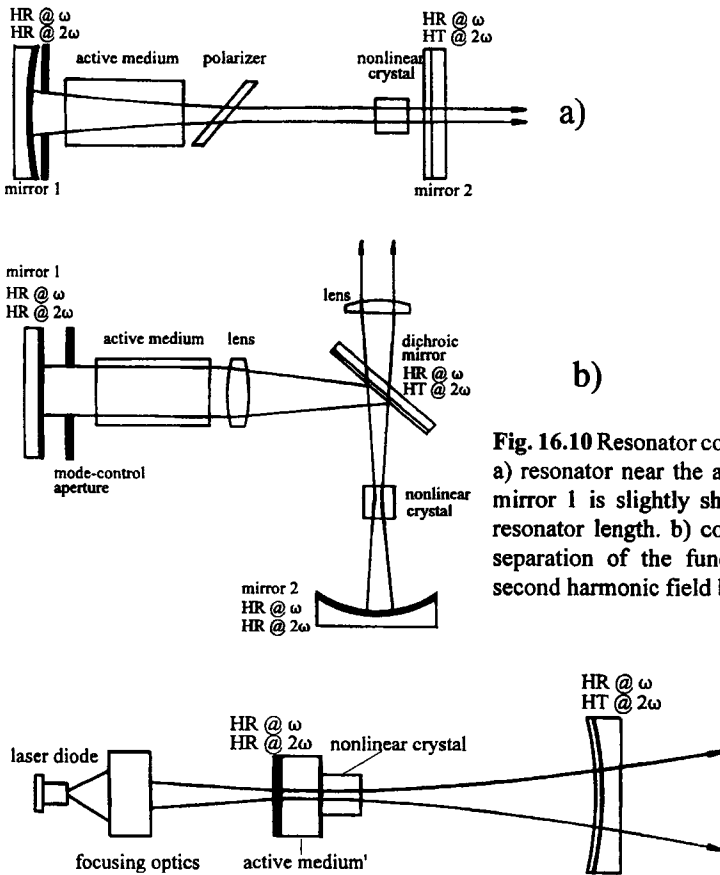 HR @ ω
HR @ 2ω
active medium
polarizer
nonlinear
crystal
HR @ ω
HT @ 2ω
mirror 1
mirror 2
a)
mirror 1
HR @ ω
HR @ 2ω
active medium
lens
lens
dichroic
mirror
HR @ ω
HT @ 2ω
b)
mode-control
aperture
nonlinear
crystal
mirror 2
HR @ ω
HR @ 2ω
Fig. 16.10 Resonator co
a) resonator near the a
mirror 1 is slightly sh
resonator length. b) co
separation of the func
second harmonic field l
laser diode
focusing optics
HR @ ω
HR @ 2ω
nonlinear crystal
active medium'
HR @ ω
HT @ 2ω